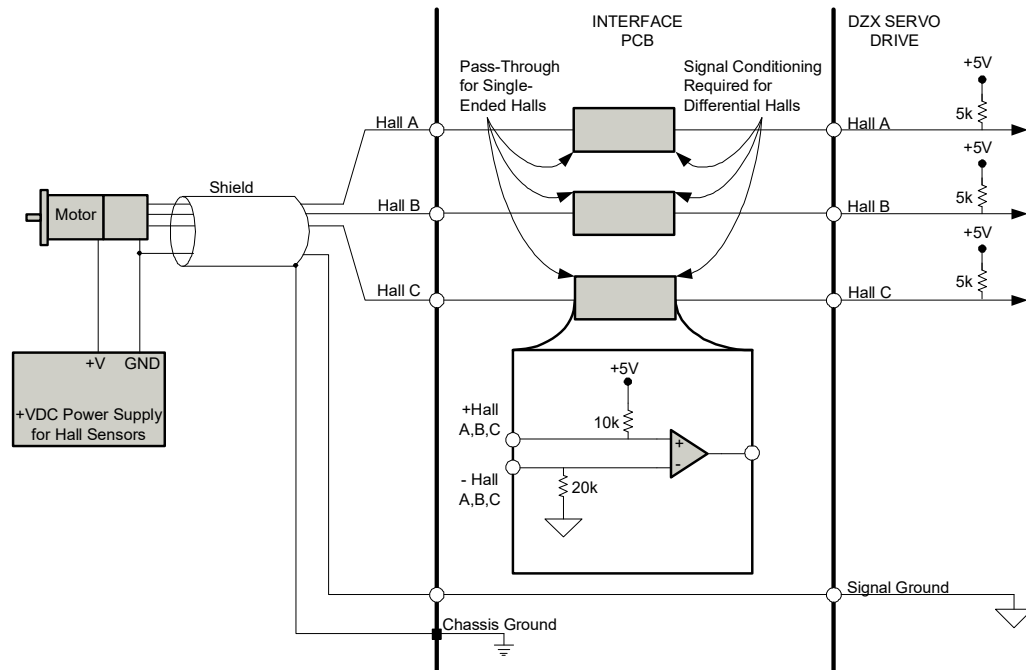 INTERFACE
PCB
DZX SERVO
DRIVE
Pass-Through
for Single-
Ended Halls
Signal Conditioning
Required for
Differential Halls
+5V
5k
Hall A
Hall A
+5V
5k
Shield
Motor
Hall B
Hall B
+5V
5k
Hall C
Hall C
+V
GND
+VDC Power Supply
for Hall Sensors
+5V
10k
+Hall
A,B,C
+
-
- Hall
A,B,C
20k
Signal Ground
Chassis Ground